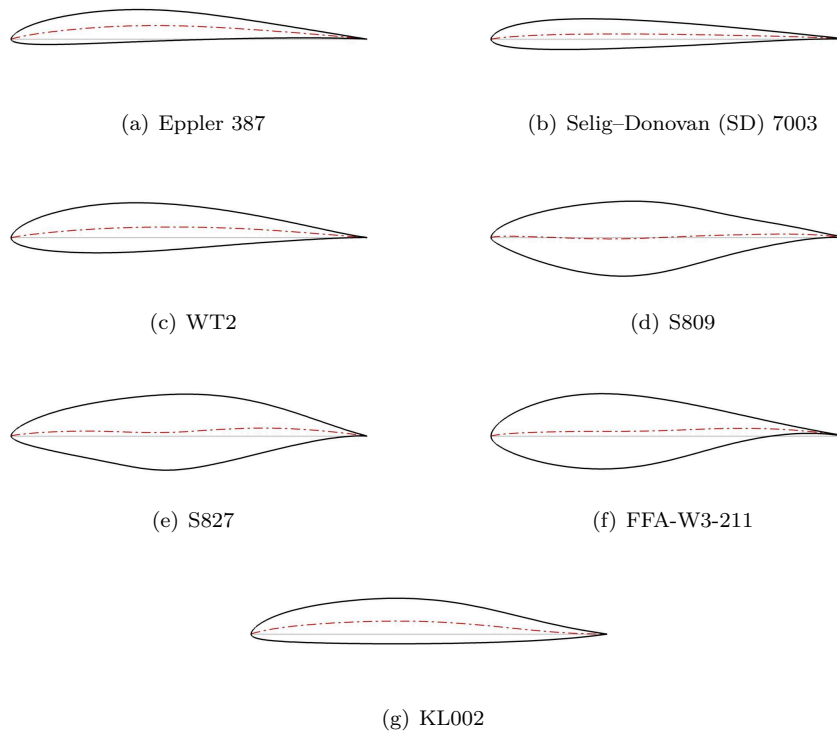 (a) Eppler 387
(b) Selig–Donovan (SD) 7003
(c) WT2
(d) S809
(e) S827
(f) FFA-W3-211
(g) KL002